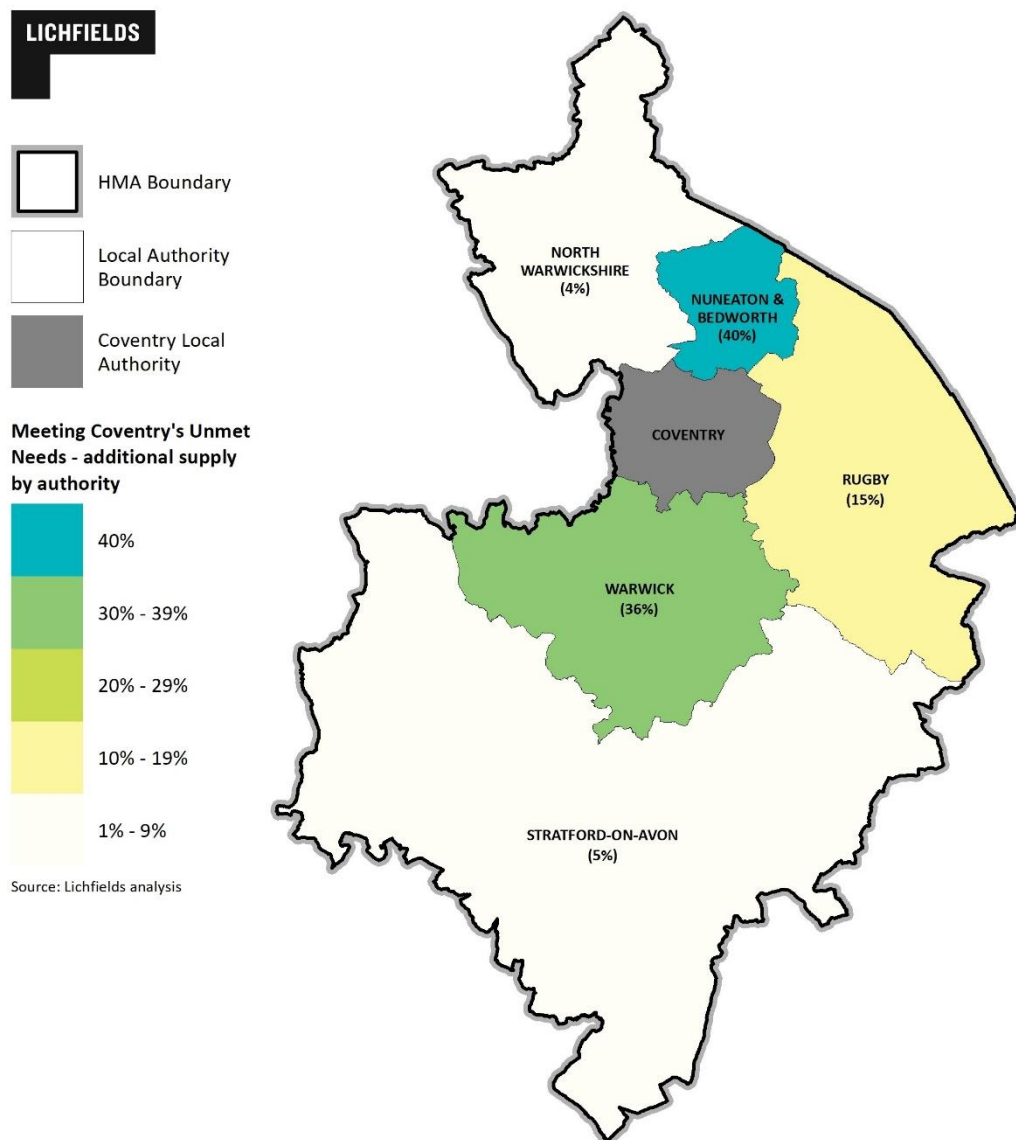 LICHFIELDS
HMA Boundary
Local Authority
Boundary
Coventry Local
Authority
Meeting Coventry's Unmet
Needs - additional supply
by authority
40%
30% - 39%
20% - 29%
10% - 19%
1% - 9%
Source: Lichfields analysis
NORTH
WARWICKSHIRE
(4%)
NUNEATON &
BEDWORTH
(40%)
COVENTRY
RUGBY
(15%)
WARWICK
(36%)
STRATFORD-ON-AVON
(5%)